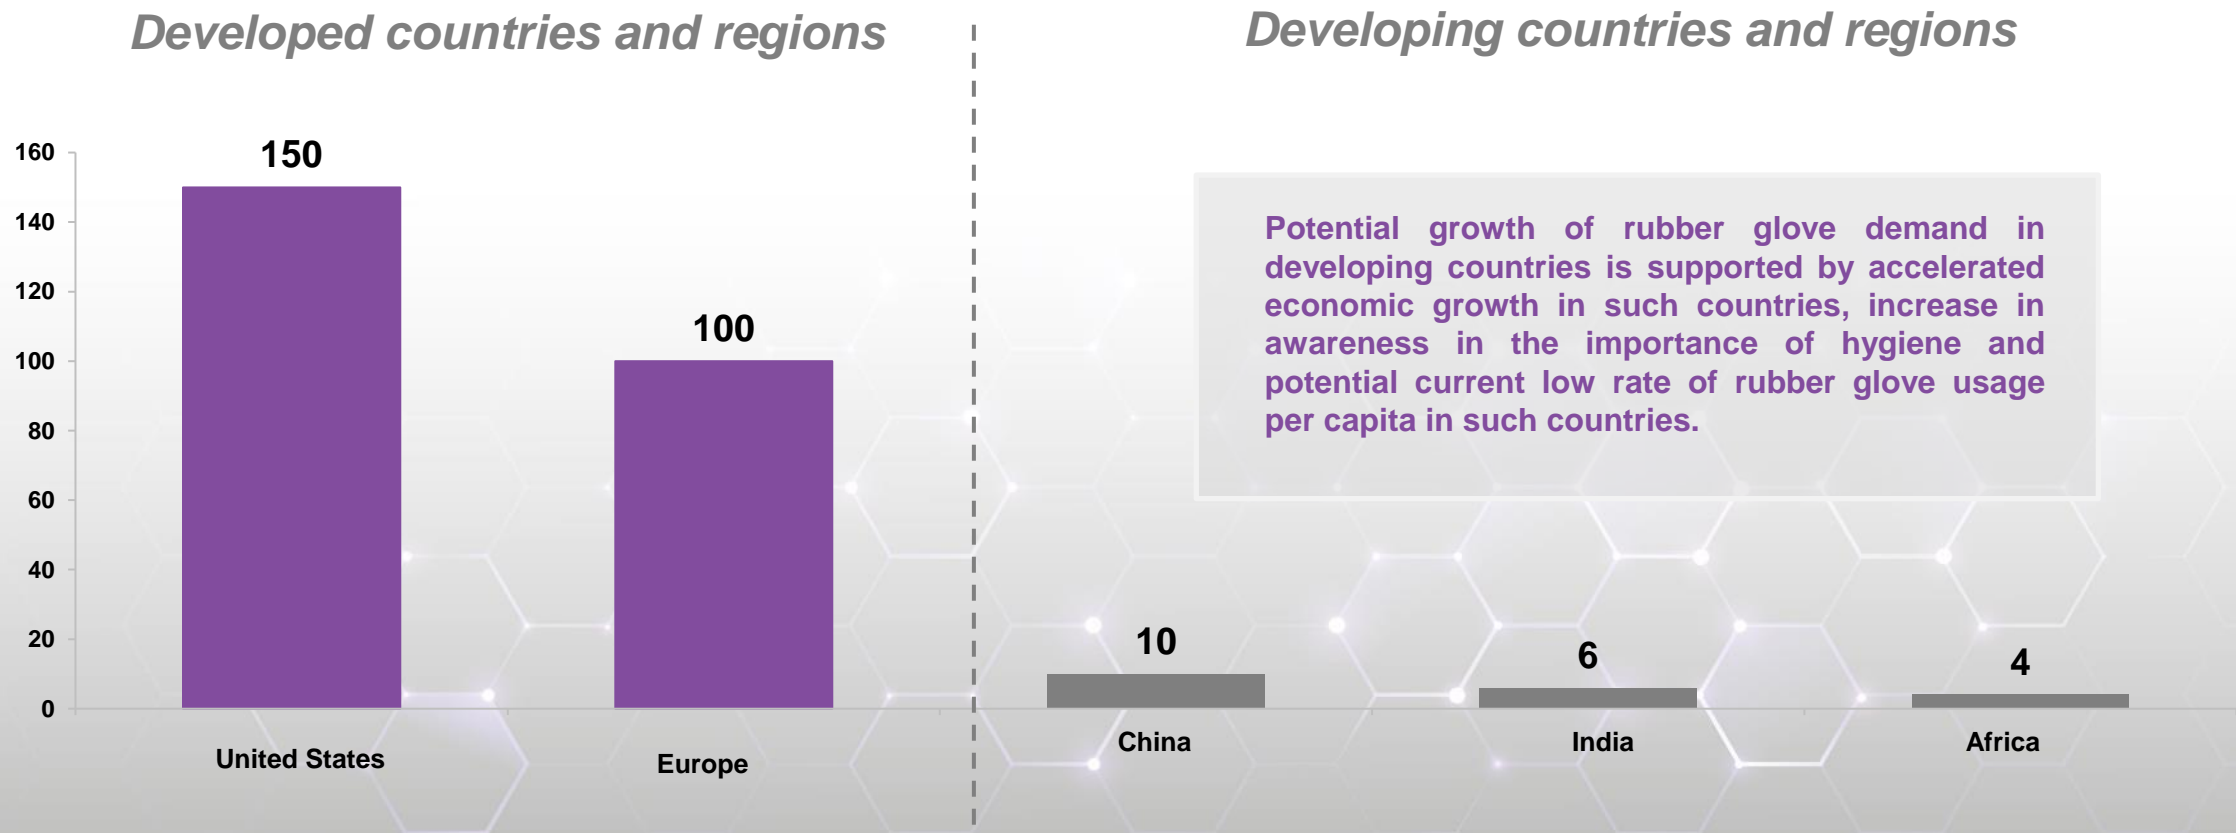 Developed countries and regions
Developing countries and regions
160
140
120
100
80
60
40
20
0
150
100
10
6
4
United States
Europe
China
India
Africa
Potential growth of rubber glove demand in
developing countries is supported by accelerated
economic growth in such countries, increase in
awareness in the importance of hygiene and
potential current low rate of rubber glove usage
per capita in such countries.